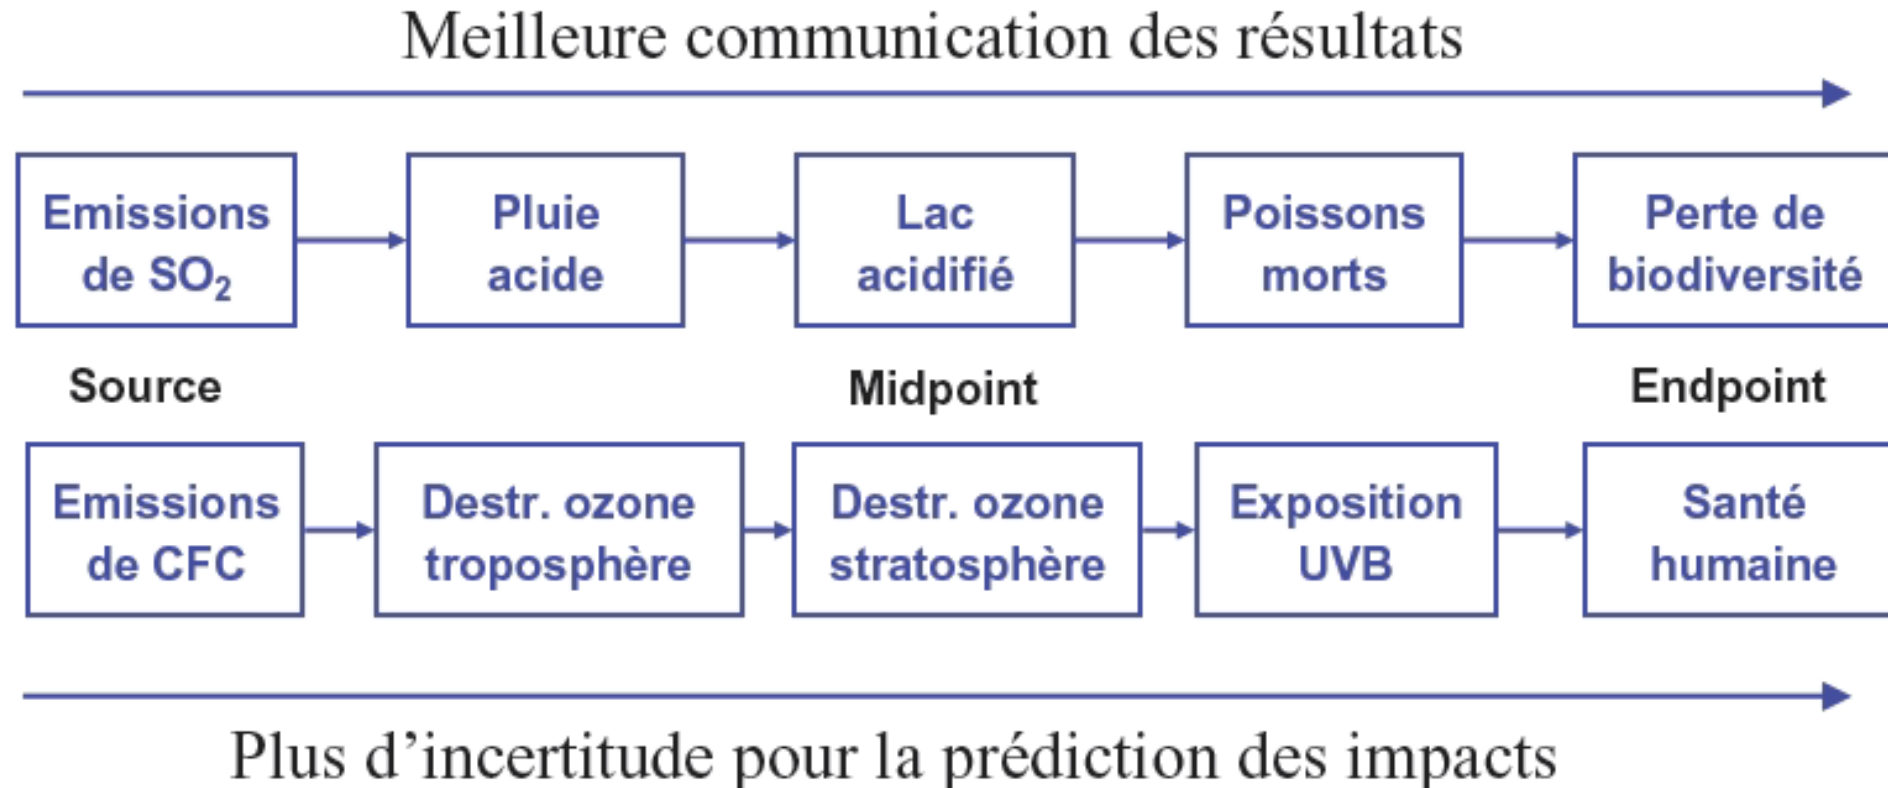 Meilleure communication des résultats
Emissions
de SO₂
Pluie
acide
Lac
acidifié
Poissons
morts
Perte de
biodiversité
Source
Midpoint
Endpoint
Emissions
de CFC
Destr. ozone
troposphère
Destr. ozone
stratosphère
Exposition
UVB
Santé
humaine
Plus d’incertitude pour la prédiction des impacts